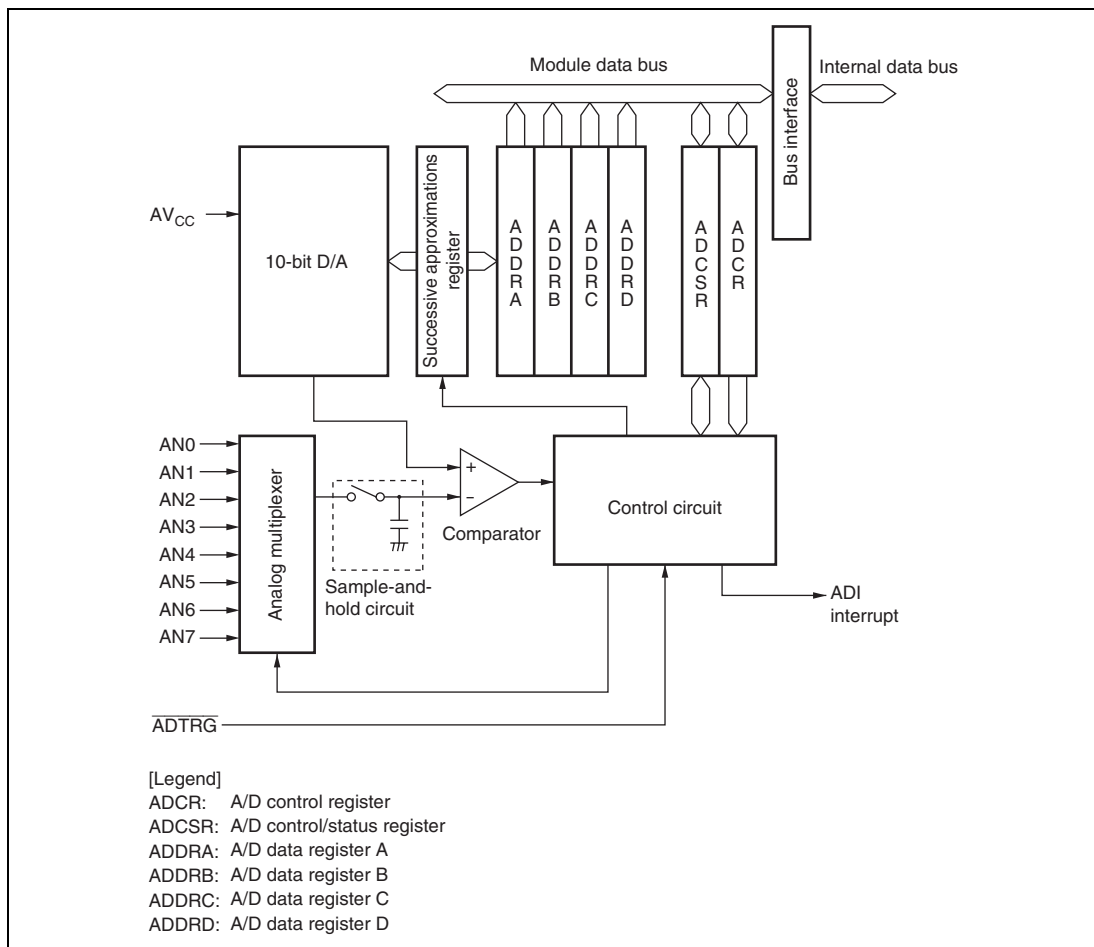 Module data bus
Internal data bus
Bus interface
AVCC
10-bit D/A
Successive approximations
register
ADDRA
ADDRB
ADDRC
ADDRD
ADCSR
ADCR
AN0
AN1
AN2
AN3
AN4
AN5
AN6
AN7
Analog multiplexer
+
−
Comparator
Sample-and-
hold circuit
Control circuit
ADI
interrupt
ADTRG
[Legend]
ADCR: A/D control register
ADCSR: A/D control/status register
ADDRA: A/D data register A
ADDRB: A/D data register B
ADDRC: A/D data register C
ADDRD: A/D data register D